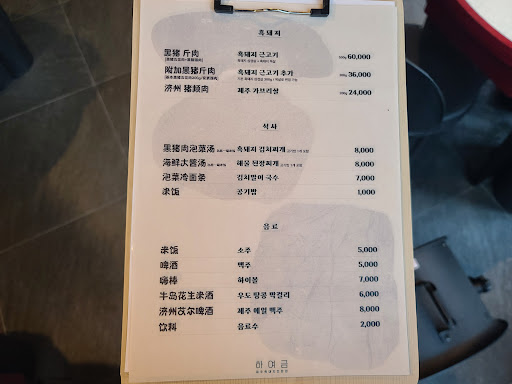 흑돼지
黑猪 斤肉 흑돼지 근고기 500g 60,000
附加黑猪斤肉 흑돼지 근고기 추가 300g 36,000
济州 猪颊肉 제주 가브리살 24,000
식사
黑猪肉泡菜汤 흑돼지 김치찌개 8,000
海鲜大酱汤 해물 된장찌개 8,000
泡菜冷面条 김치말이 국수 7,000
米饭 공기밥 1,000
음료
米饭 소주 5,000
啤酒 맥주 5,000
嗨棒 하이볼 7,000
牛岛花生米酒 우도 땅콩 막걸리 6,000
济州艾尔啤酒 제주 에일 맥주 8,000
饮料 음료수 2,000
하여금